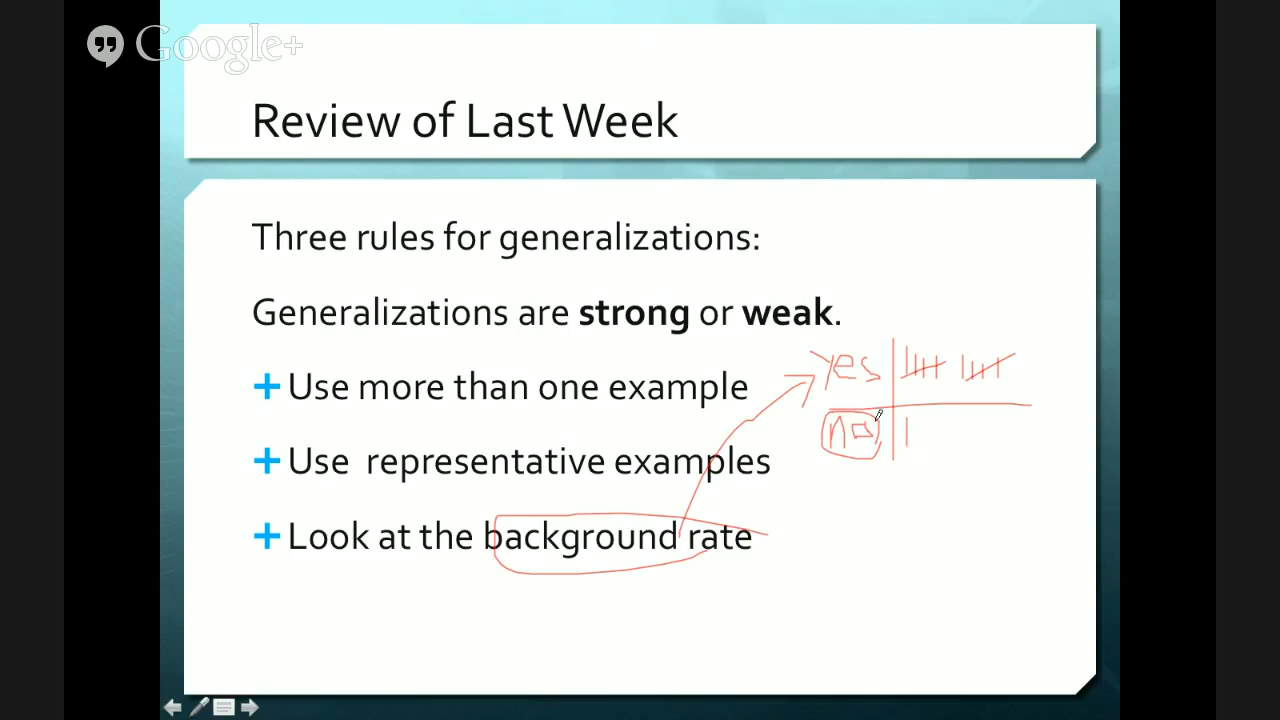 Google+
Review of Last Week
Three rules for generalizations:
Generalizations are strong or weak.
+ Use more than one example
+ Use representative examples
+ Look at the background rate
yes
no